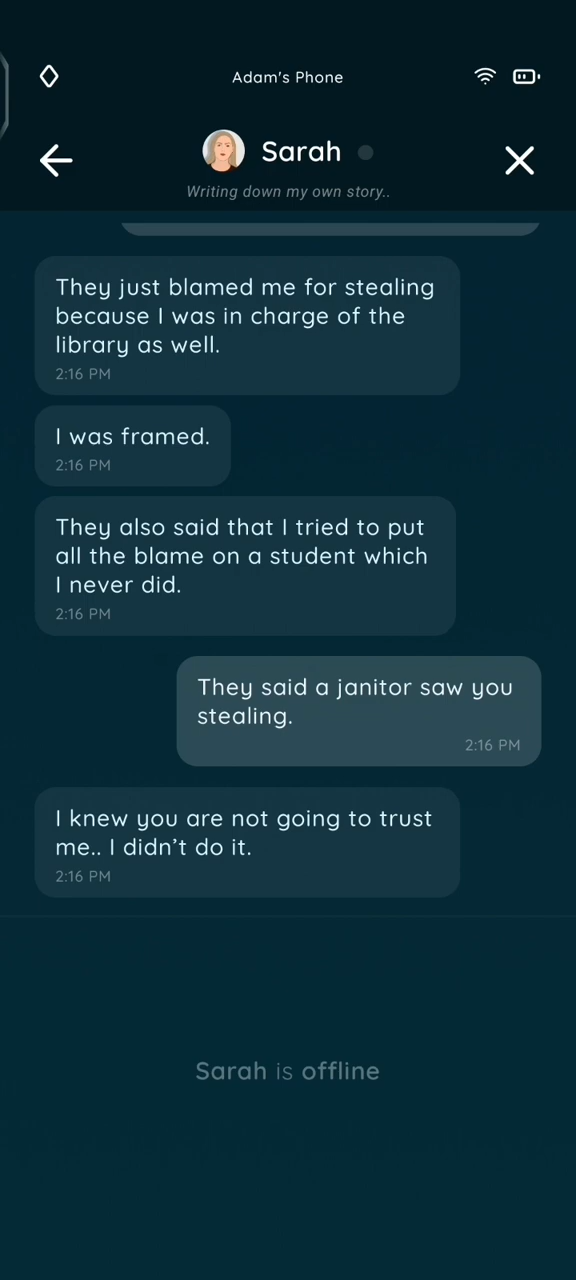 Adam's Phone
Sarah
Writing down my own story..
They just blamed me for stealing
because I was in charge of the
library as well.
2:16 PM
I was framed.
2:16 PM
They also said that I tried to put
all the blame on a student which
I never did.
2:16 PM
They said a janitor saw you
stealing.
2:16 PM
I knew you are not going to trust
me.. I didn’t do it.
2:16 PM
Sarah is offline